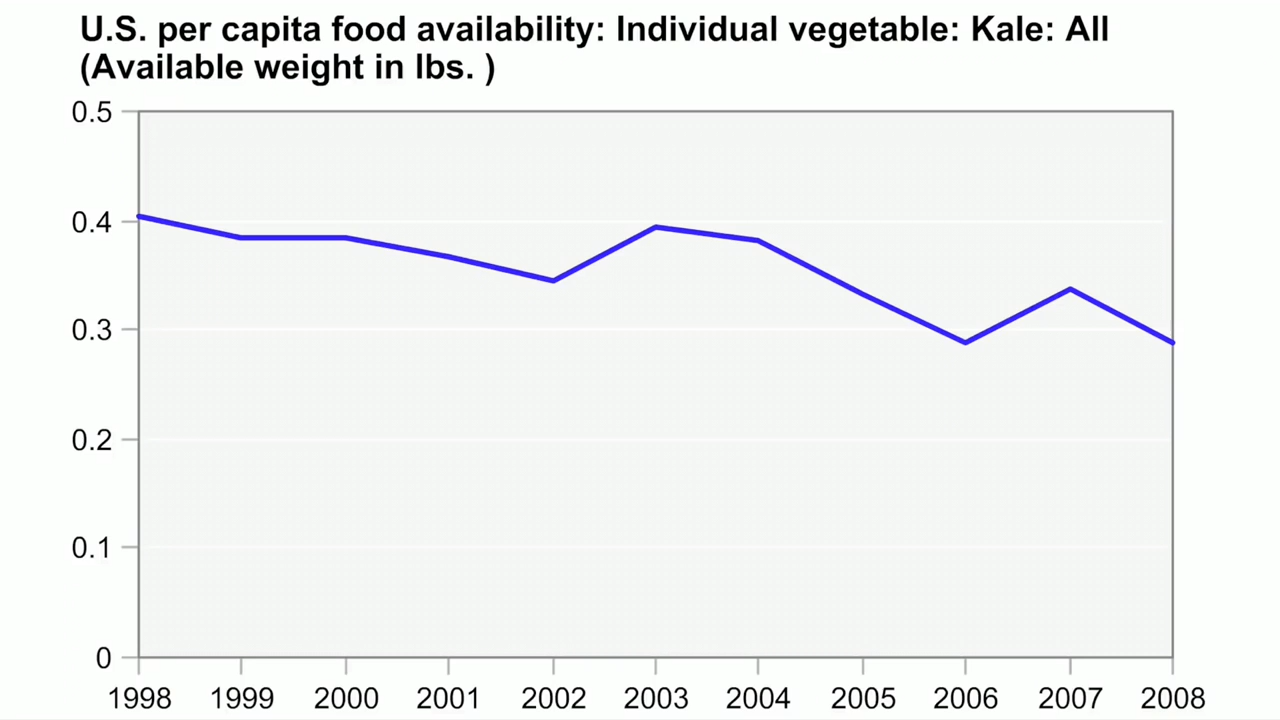 U.S. per capita food availability: Individual vegetable: Kale: All
(Available weight in lbs. )
0.5
0.4
0.3
0.2
0.1
0
1998 1999 2000 2001 2002 2003 2004 2005 2006 2007 2008